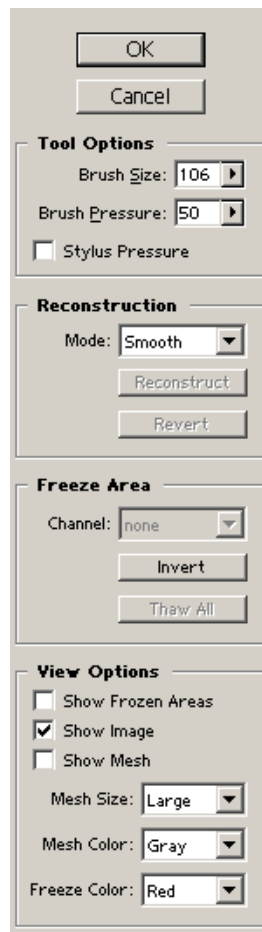 OK
Cancel
Tool Options
Brush Size: 106
Brush Pressure: 50
Stylus Pressure
Reconstruction
Mode: Smooth
Reconstruct
Revert
Freeze Area
Channel: none
Invert
Thaw All
View Options
Show Frozen Areas
Show Image
Show Mesh
Mesh Size: Large
Mesh Color: Gray
Freeze Color: Red